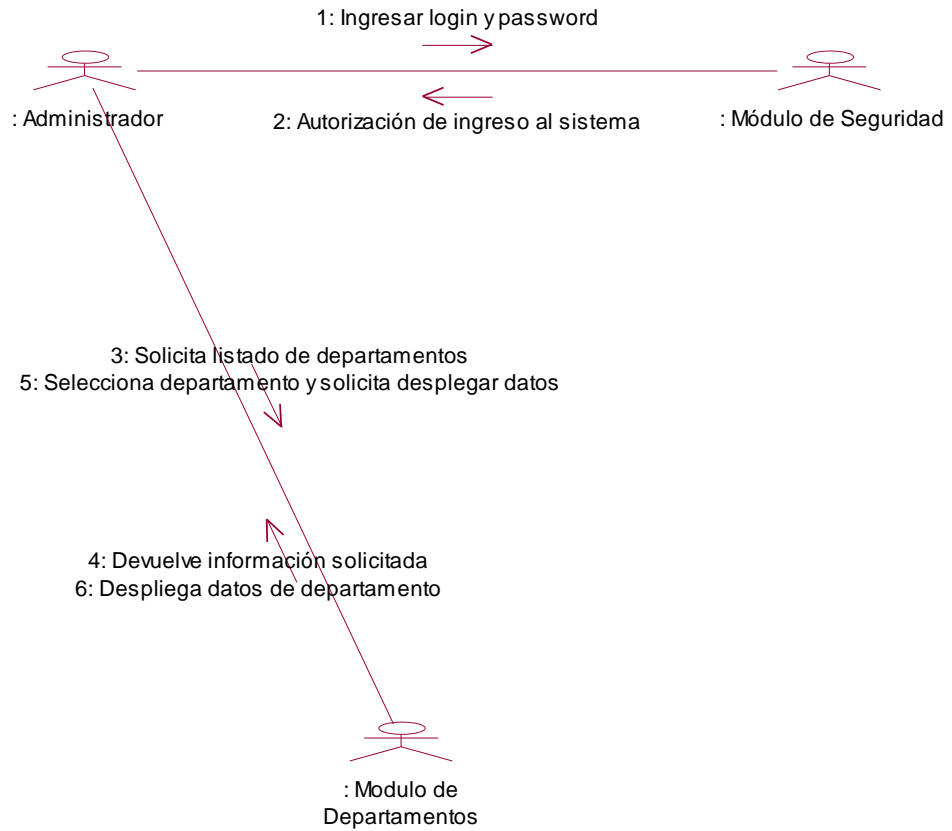 1: Ingresar login y password
: Administrador
2: Autorización de ingreso al sistema
: Módulo de Seguridad
3: Solicita listado de departamentos
5: Selecciona departamento y solicita desplegar datos
4: Devuelve información solicitada
6: Despliega datos de departamento
: Modulo de
Departamentos